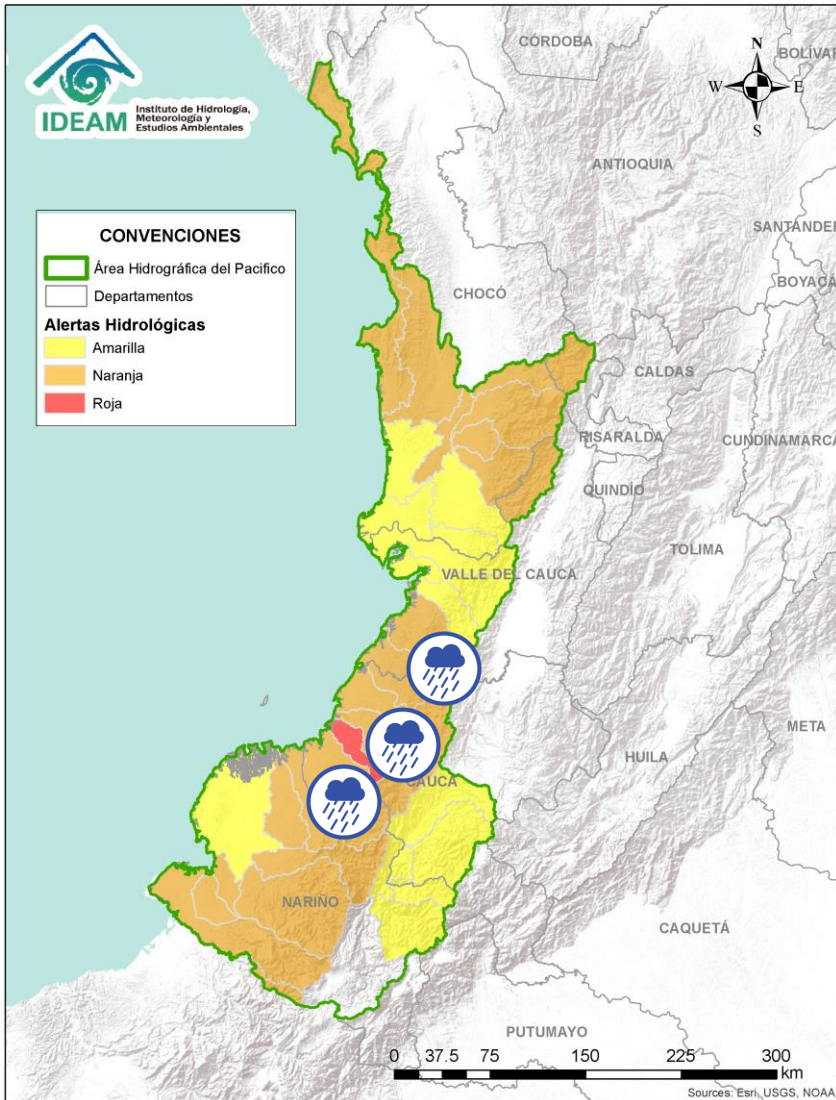 IDEAM
Instituto de Hidrología,
Meteorología y
Estudios Ambientales
N
W
E
S
CÓRDOBA
BOLÍVAR
ANTIOQUIA
SANTANDER
BOYACÁ
CHOCÓ
CALDAS
RISARALDA
CUNDINAMARCA
QUINDÍO
TOLIMA
VALLE DEL CAUCA
META
HUILA
CAUCA
NARIÑO
CAQUETÁ
PUTUMAYO
CONVENCIONES
Área Hidrográfica del Pacifico
Departamentos
Alertas Hidrológicas
Amarilla
Naranja
Roja
0 37.5 75 150 225 300
km
Sources: Esri, USGS, NOAA